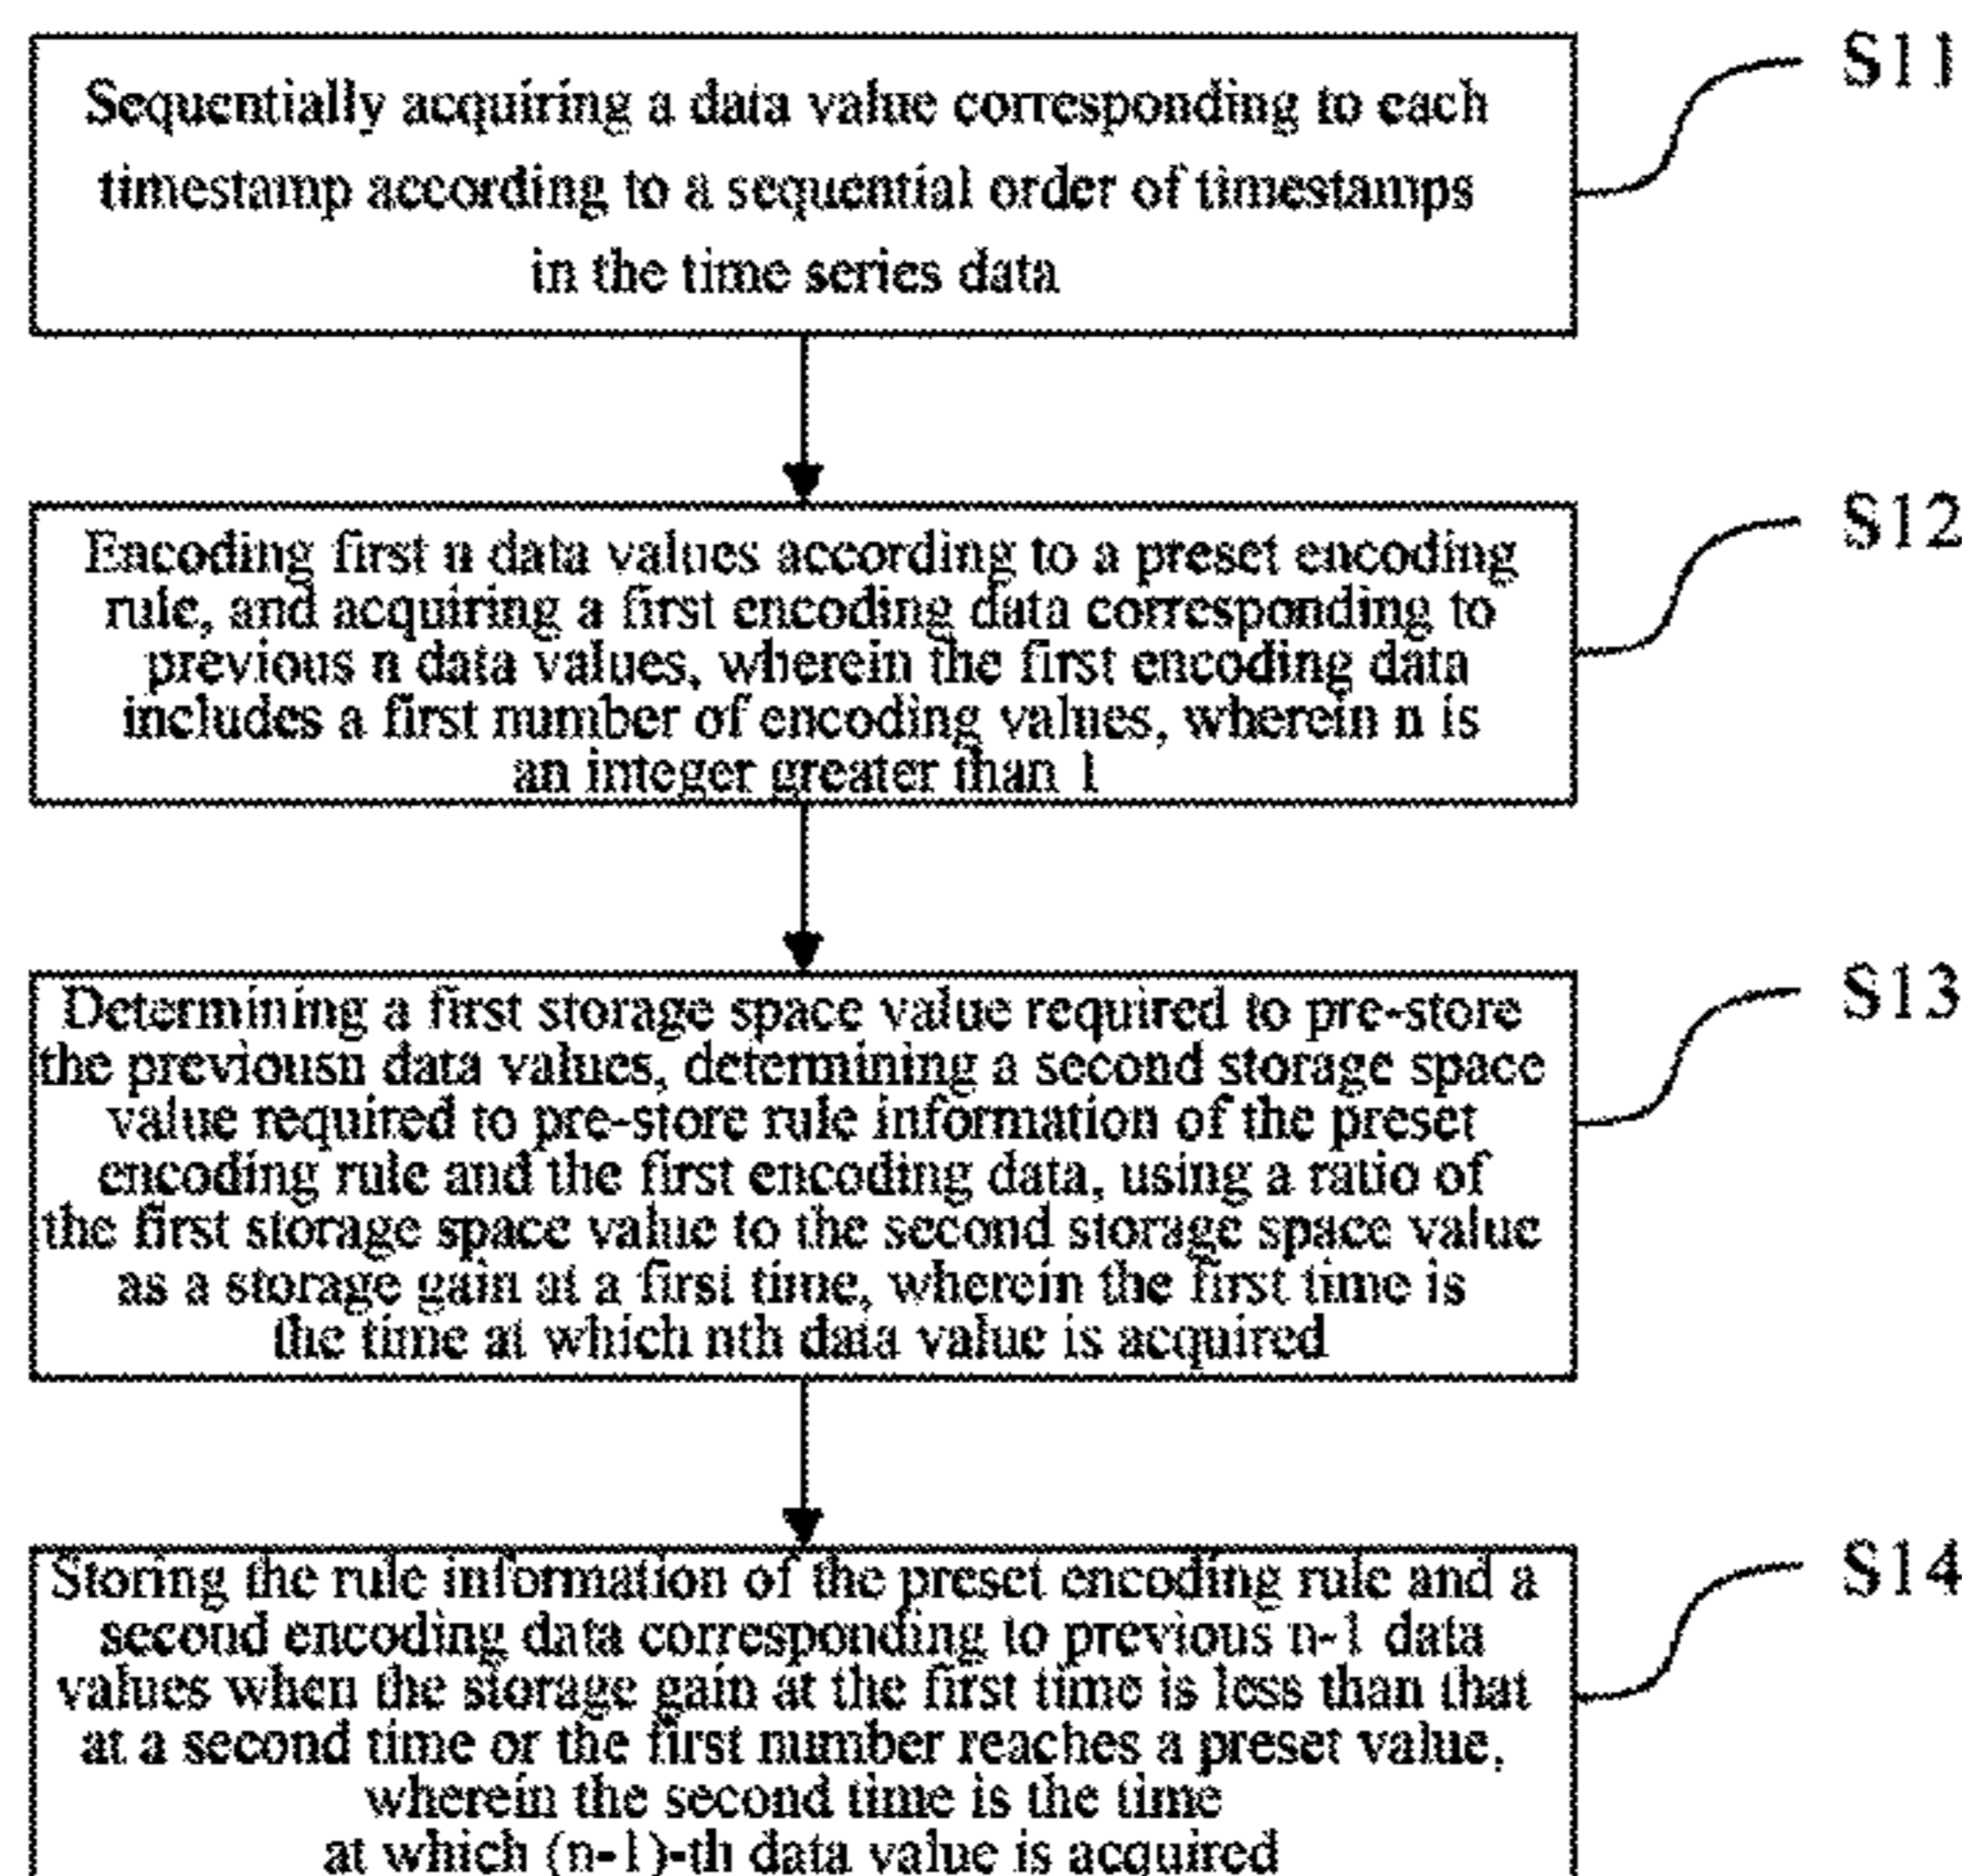 Sequentially acquiring a data value corresponding to each
timestamp according to a sequential order of timestamps
in the time series data
S11
Encoding first n data values according to a preset encoding
rule, and acquiring a first encoding data corresponding to
previous n data values, wherein the first encoding data
includes a first number of encoding values, wherein n is
an integer greater than 1
S12
Determining a first storage space value required to pre-store
the previousn data values, determining a second storage space
value required to pre-store rule information of the preset
encoding rule and the first encoding data, using a ratio of
the first storage space value to the second storage space value
as a storage gain at a first time, wherein the first time is
the time at which nth data value is acquired
S13
Storing the rule information of the preset encoding rule and a
second encoding data corresponding to previous n-1 data
values when the storage gain at the first time is less than that
at a second time or the first number reaches a preset value,
wherein the second time is the time
at which (n-1)-th data value is acquired
S14